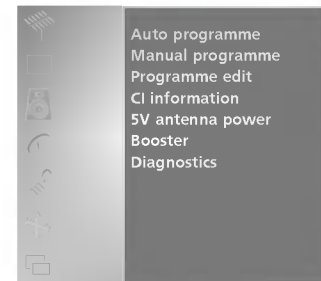 Auto programme
Manual programme
Programme edit
CI information
5V antenna power
Booster
Diagnostics